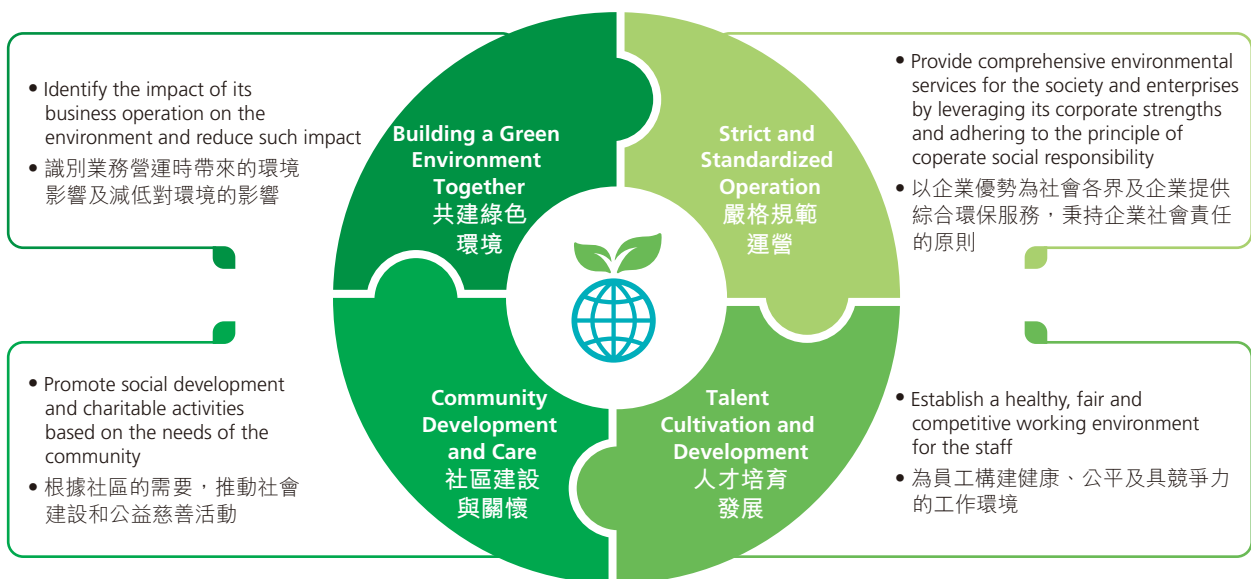 • Identify the impact of its
business operation on the
environment and reduce such impact
• 識別業務營運時帶來的環境
影響及減低對環境的影響
Building a Green
Environment
Together
共建綠色
環境
Strict and
Standardized
Operation
嚴格規範
運營
• Provide comprehensive environmental
services for the society and enterprises
by leveraging its corporate strengths
and adhering to the principle of
coperate social responsibility
• 以企業優勢為社會各界及企業提供
綜合環保服務，秉持企業社會責任
的原則
• Promote social development
and charitable activities
based on the needs of the
community
• 根據社區的需要，推動社會
建設和公益慈善活動
Community
Development
and Care
社區建設
與關懷
Talent
Cultivation and
Development
人才培育
發展
• Establish a healthy, fair and
competitive working environment
for the staff
• 為員工構建健康、公平及具競爭力
的工作環境